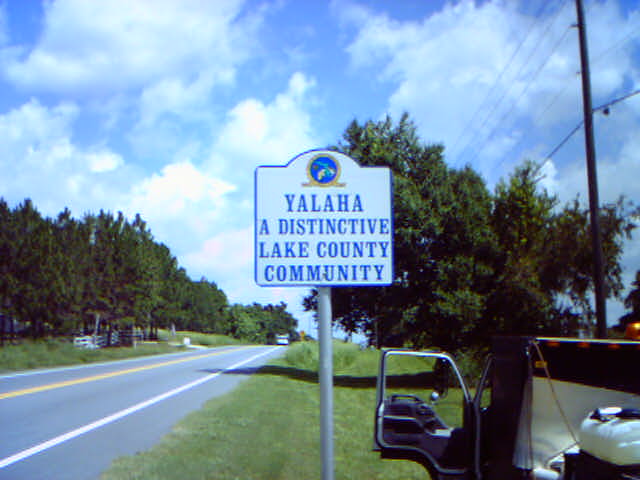 YALAHA
A DISTINCTIVE
LAKE COUNTY
COMMUNITY